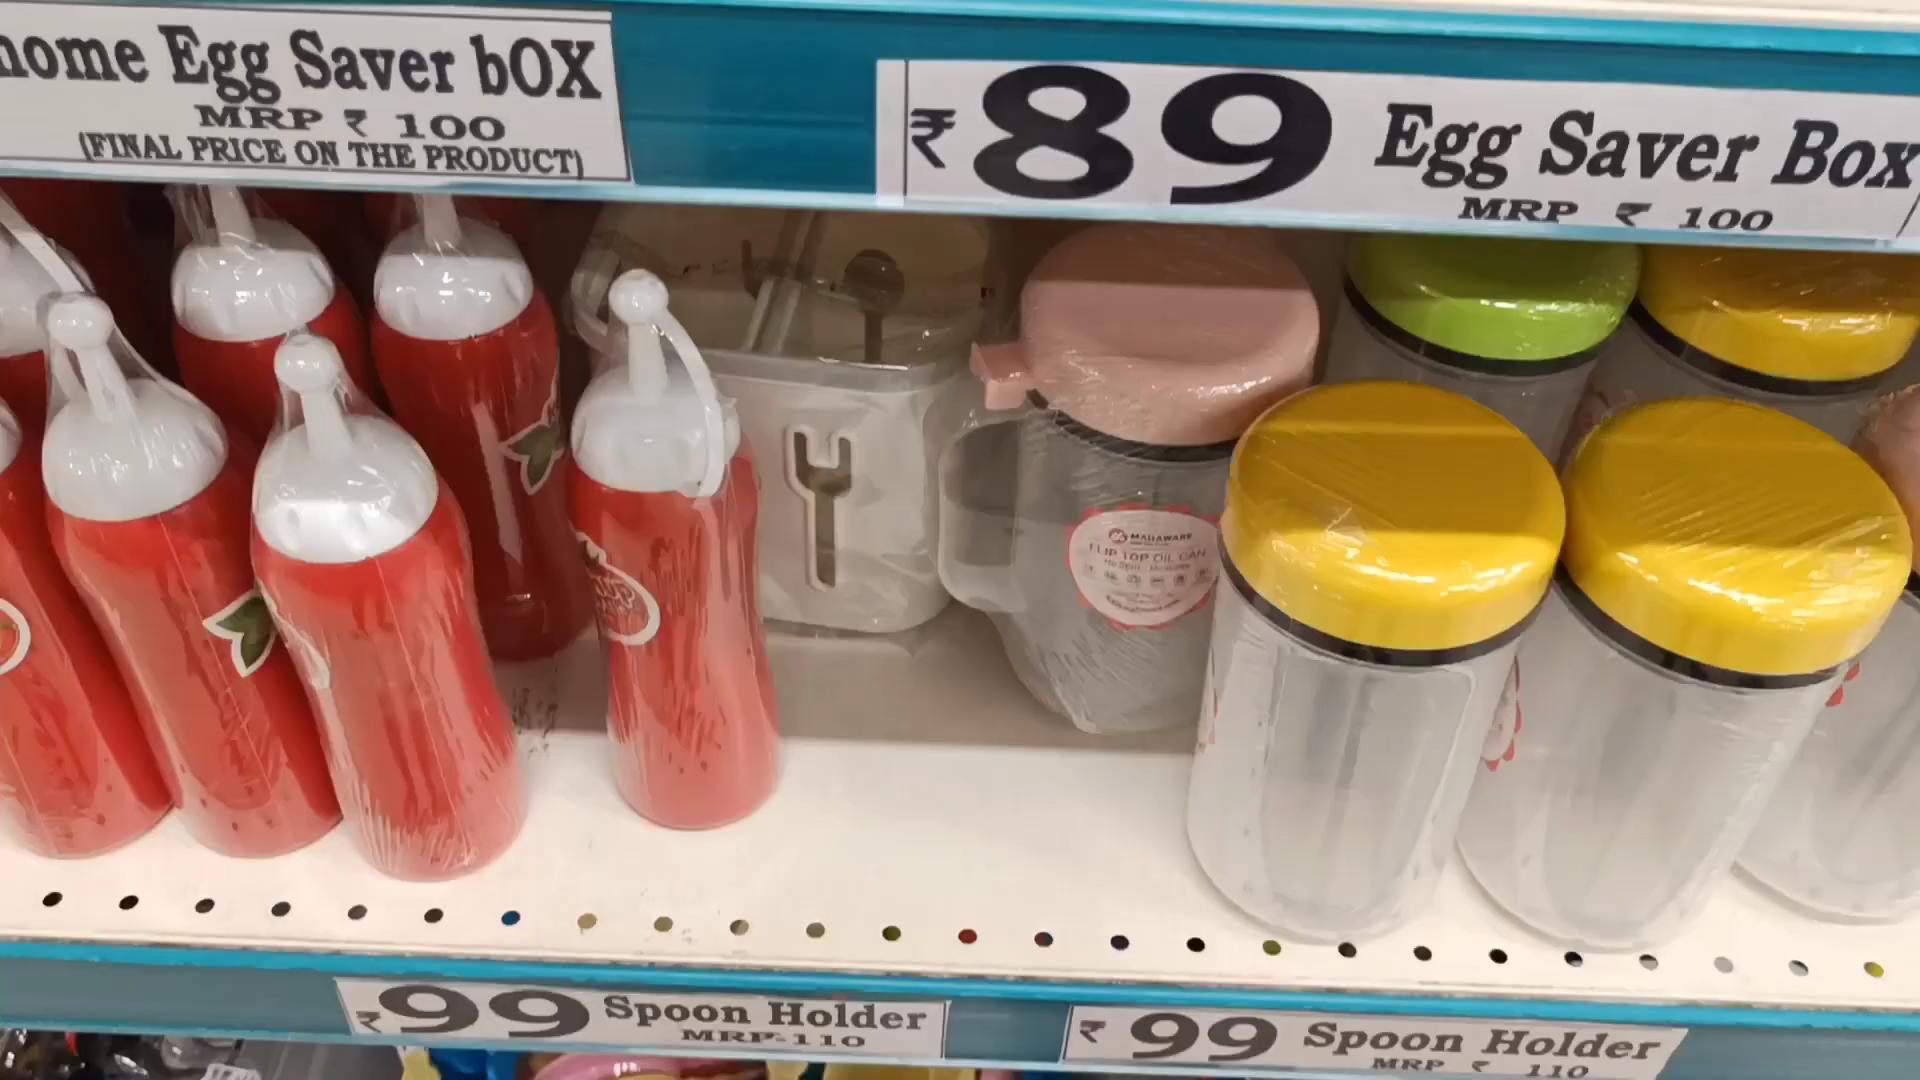 home Egg Saver bOX
MRP ₹ 100
(FINAL PRICE ON THE PRODUCT)
₹ 89 Egg Saver Box
MRP ₹ 100
MALIAWARE
FLIP TOP OIL CAN
₹ 99 Spoon Holder
MRP-110
₹ 99 Spoon Holder
MRP ₹ 110